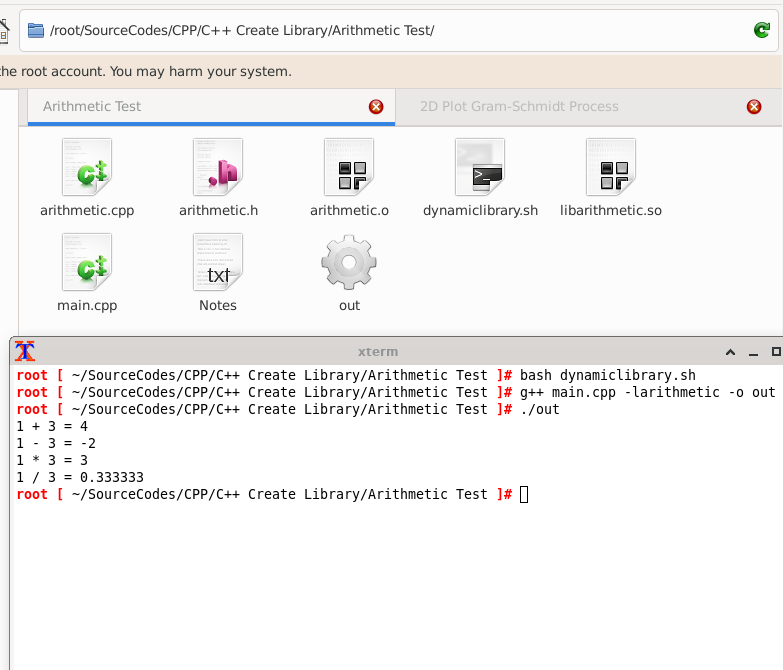 /root/SourceCodes/CPP/C++ Create Library/Arithmetic Test/
the root account. You may harm your system.
Arithmetic Test
2D Plot Gram-Schmidt Process
arithmetic.cpp
arithmetic.h
arithmetic.o
dynamiclibrary.sh
libarithmetic.so
main.cpp
txt
Notes
out
xterm
root [ ~/SourceCodes/CPP/C++ Create Library/Arithmetic Test ]# bash dynamiclibrary.sh
root [ ~/SourceCodes/CPP/C++ Create Library/Arithmetic Test ]# g++ main.cpp -larithmetic -o out
root [ ~/SourceCodes/CPP/C++ Create Library/Arithmetic Test ]# ./out
1 + 3 = 4
1 - 3 = -2
1 * 3 = 3
1 / 3 = 0.333333
root [ ~/SourceCodes/CPP/C++ Create Library/Arithmetic Test ]#